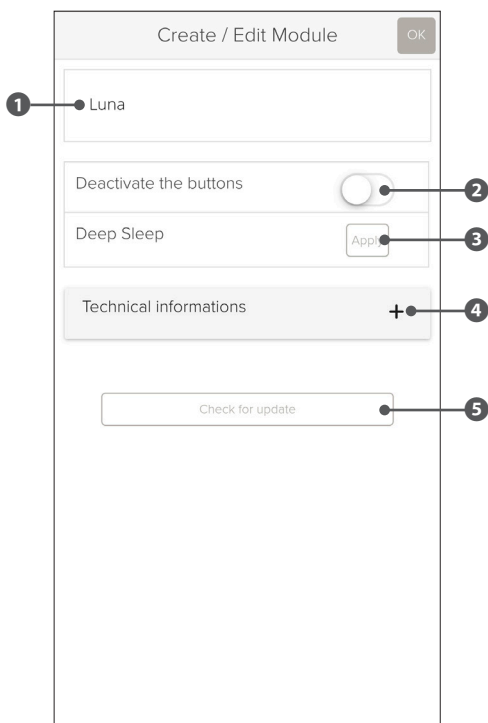 Create / Edit Module
OK
1
Luna
Deactivate the buttons
2
Deep Sleep
Apply
3
Technical informations
+
4
Check for update
5